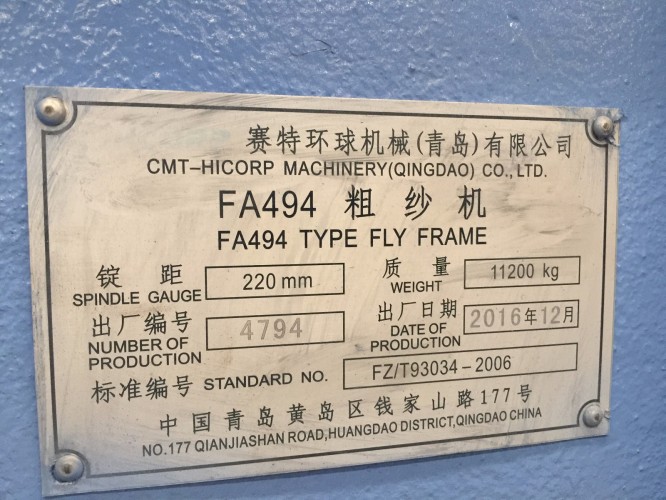 赛特环球机械(青岛)有限公司
CMT-HICORP MACHINERY(QINGDAO) CO.,LTD.
FA494 粗纱机
FA494 TYPE FLY FRAME
锭距 220 mm 质量 11200 kg
SPINDLE GAUGE WEIGHT
出厂编号 4794 出厂日期 2016年12月
NUMBER OF PRODUCTION DATE OF PRODUCTION
标准编号 STANDARD NO. FZ/T93034-2006
中国青岛黄岛区钱家山路177号
NO.177 QIANJIASHAN ROAD,HUANGDAO DISTRICT,QINGDAO CHINA